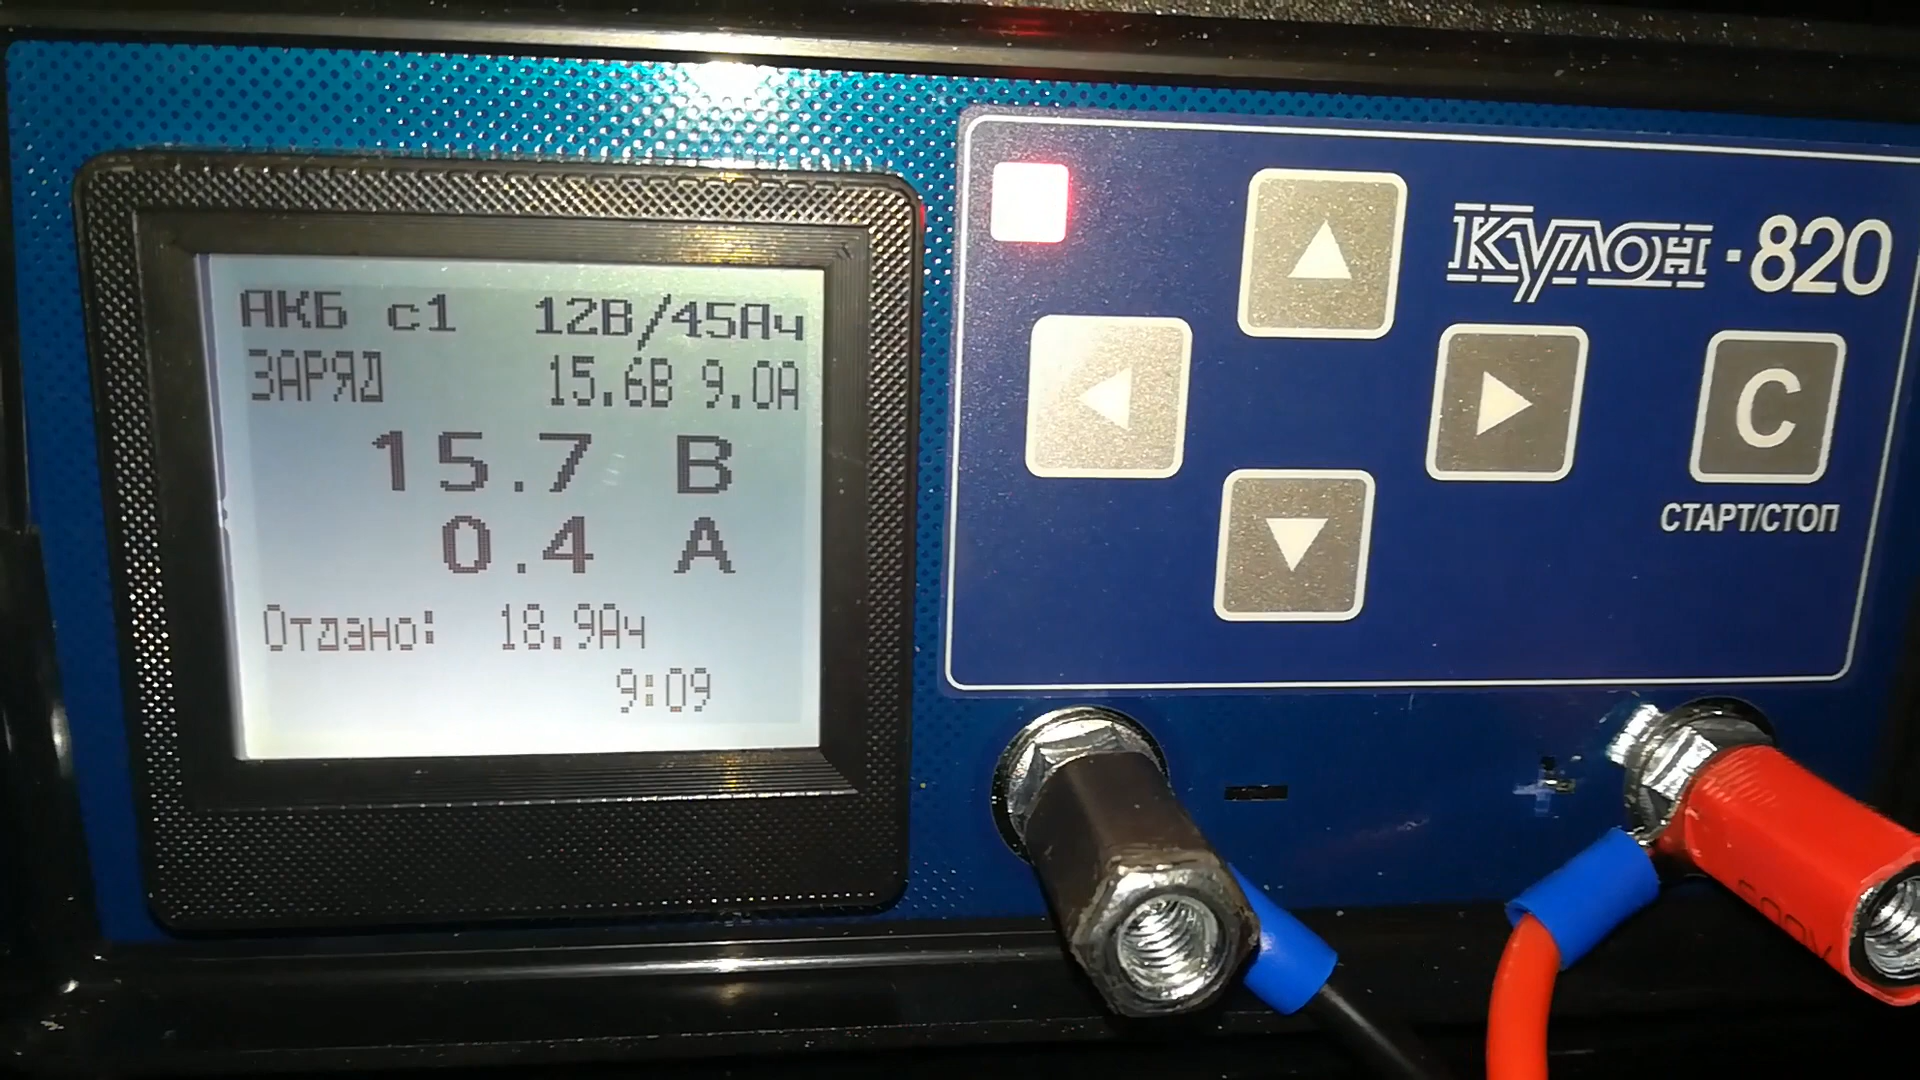 АКБ с1 12В/45Ач
ЗАРЯД 15.6В 9.0А
15.7 В
0.4 А
Отдано: 18.9Ач
9:09
КУЛОН-820
С
СТАРТ/СТОП
- +